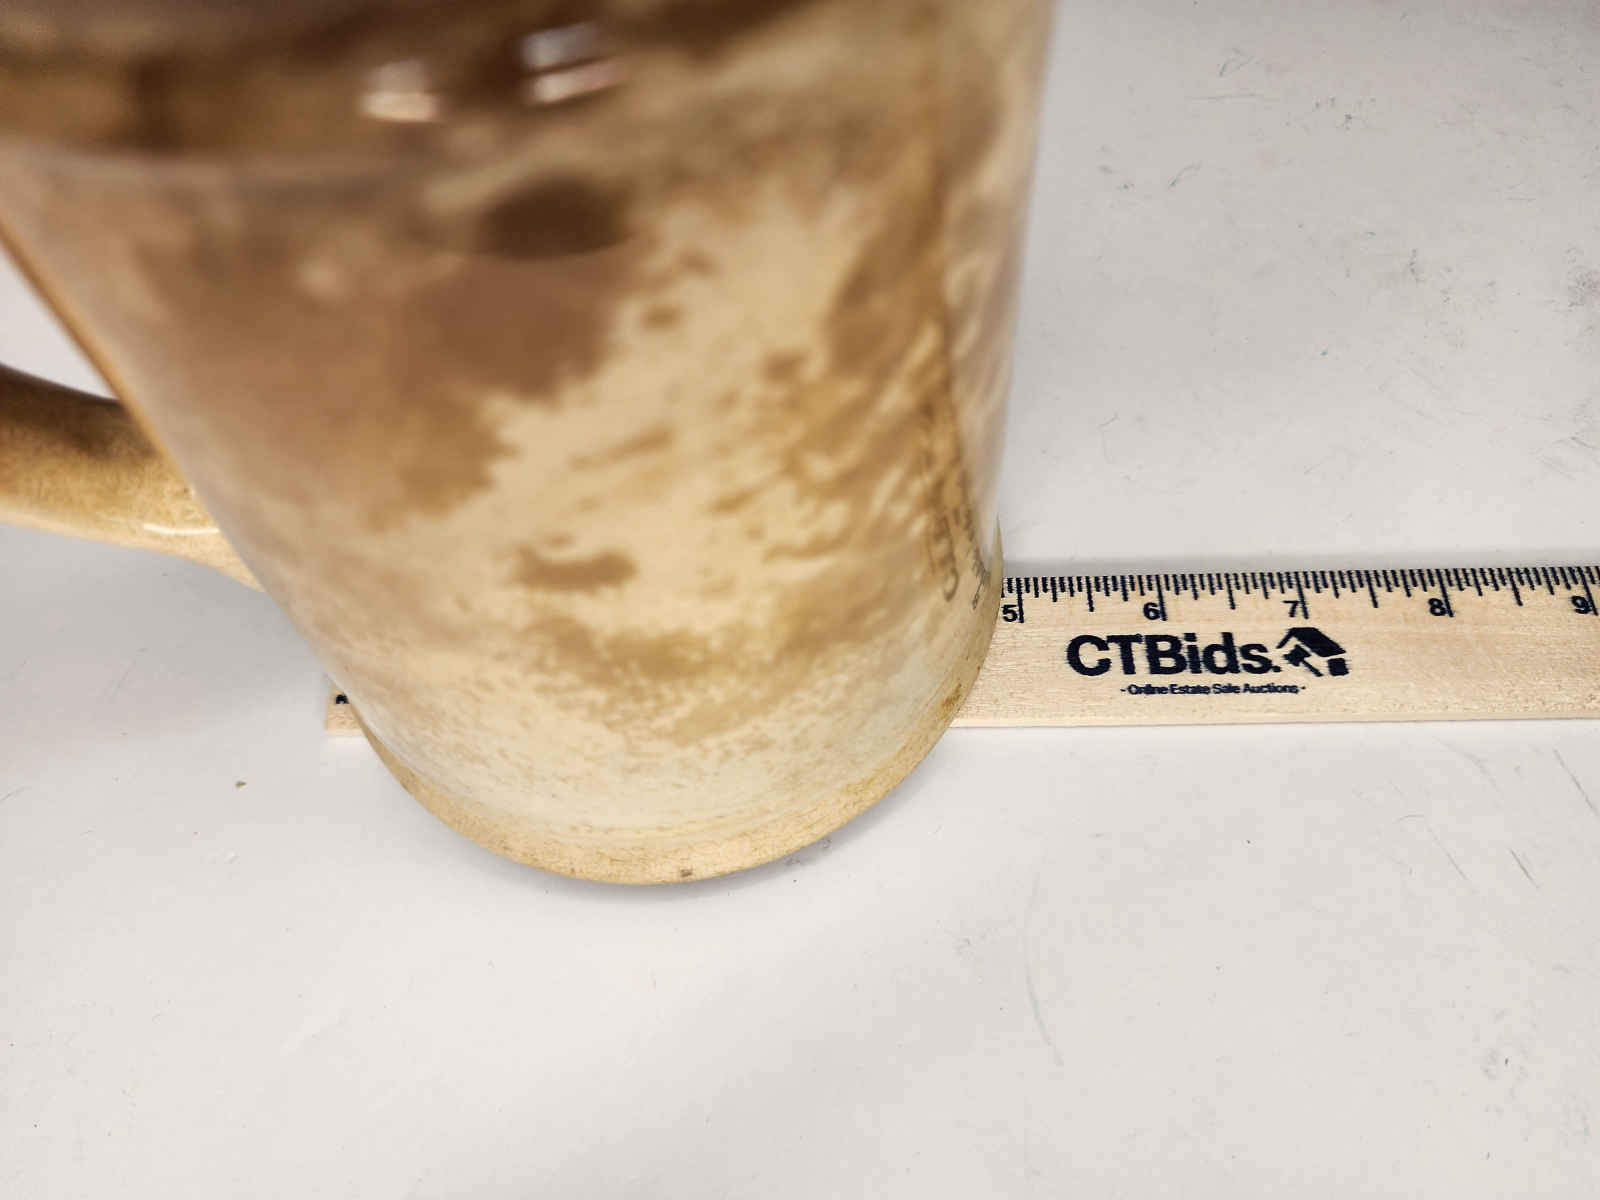 5 6 7 8 9
CTBids.
- Online Estate Sale Auctions -